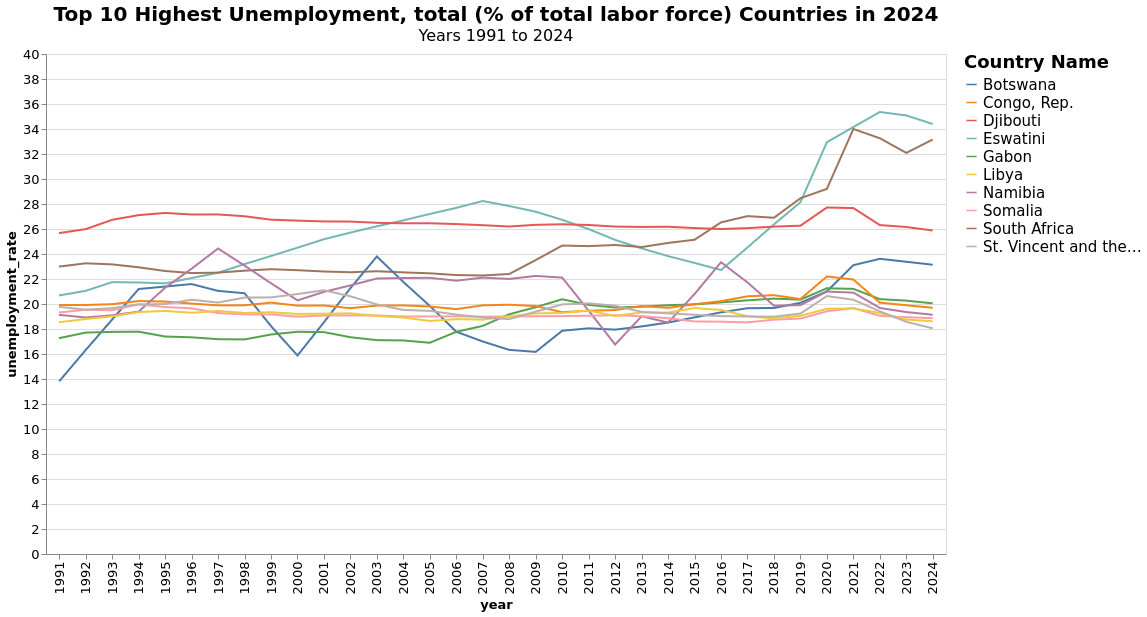 Top 10 Highest Unemployment, total (% of total labor force) Countries in 2024
Years 1991 to 2024
unemployment_rate
40
38
36
34
32
30
28
26
24
22
20
18
16
14
12
10
8
6
4
2
0
1991 1992 1993 1994 1995 1996 1997 1998 1999 2000 2001 2002 2003 2004 2005 2006 2007 2008 2009 2010 2011 2012 2013 2014 2015 2016 2017 2018 2019 2020 2021 2022 2023 2024
year
Country Name
Botswana
Congo, Rep.
Djibouti
Eswatini
Gabon
Libya
Namibia
Somalia
South Africa
St. Vincent and the…